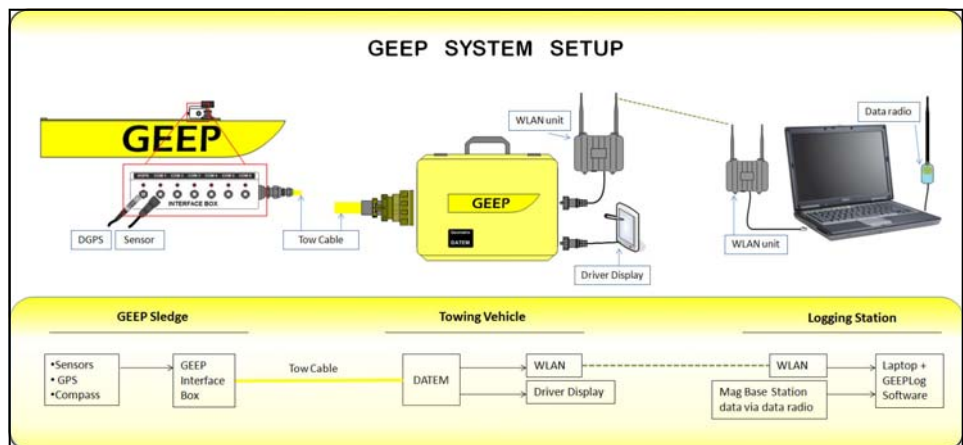 GEEP SYSTEM SETUP
GEEP
INTERFACE BOX
DGPS
Sensor
Tow Cable
GEEP
DATEM
WLAN unit
Driver Display
WLAN unit
Data radio
GEEP Sledge
Towing Vehicle
Logging Station
•Sensors
• GPS
•Compass
GEEP
Interface
Box
Tow Cable
DATEM
WLAN
Driver Display
WLAN
Mag Base Station
data via data radio
Laptop +
GEEPLog
Software